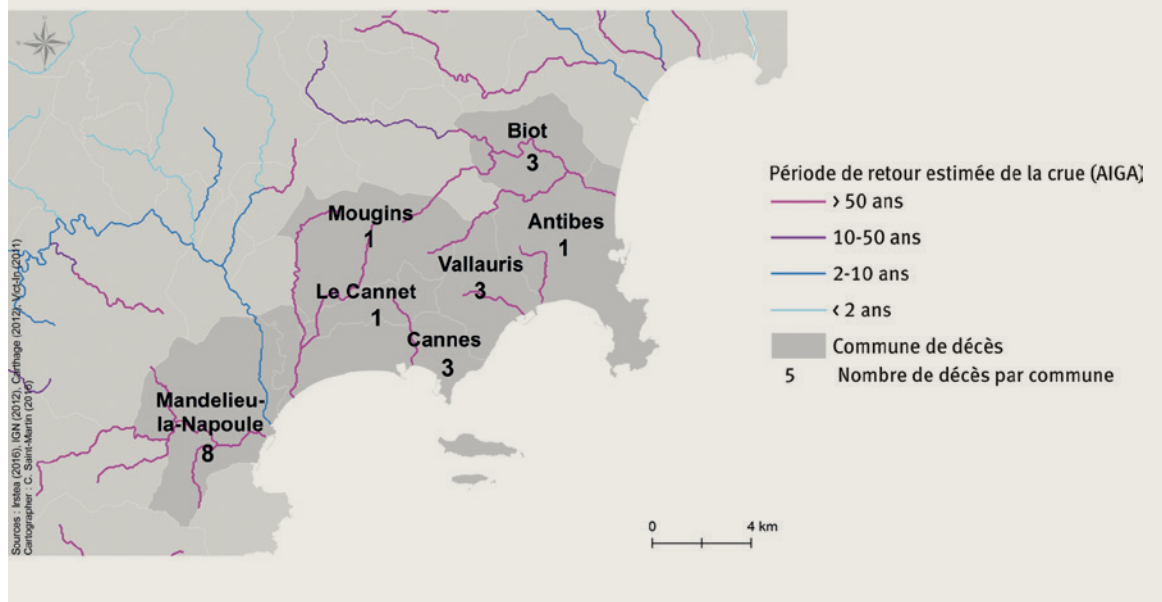 Biot
3
Mougins
1
Antibes
1
Vallauris
3
Le Cannet
1
Cannes
3
Mandelieu-
la-Napoule
8
Sources : Irstea (2016), IGN (2012), Carthage (2012), Vict-In (2011)
Cartographer : C. Saint-Martin (2016)
Période de retour estimée de la crue (AIGA)
> 50 ans
10-50 ans
2-10 ans
< 2 ans
Commune de décès
5 Nombre de décès par commune
0 4 km